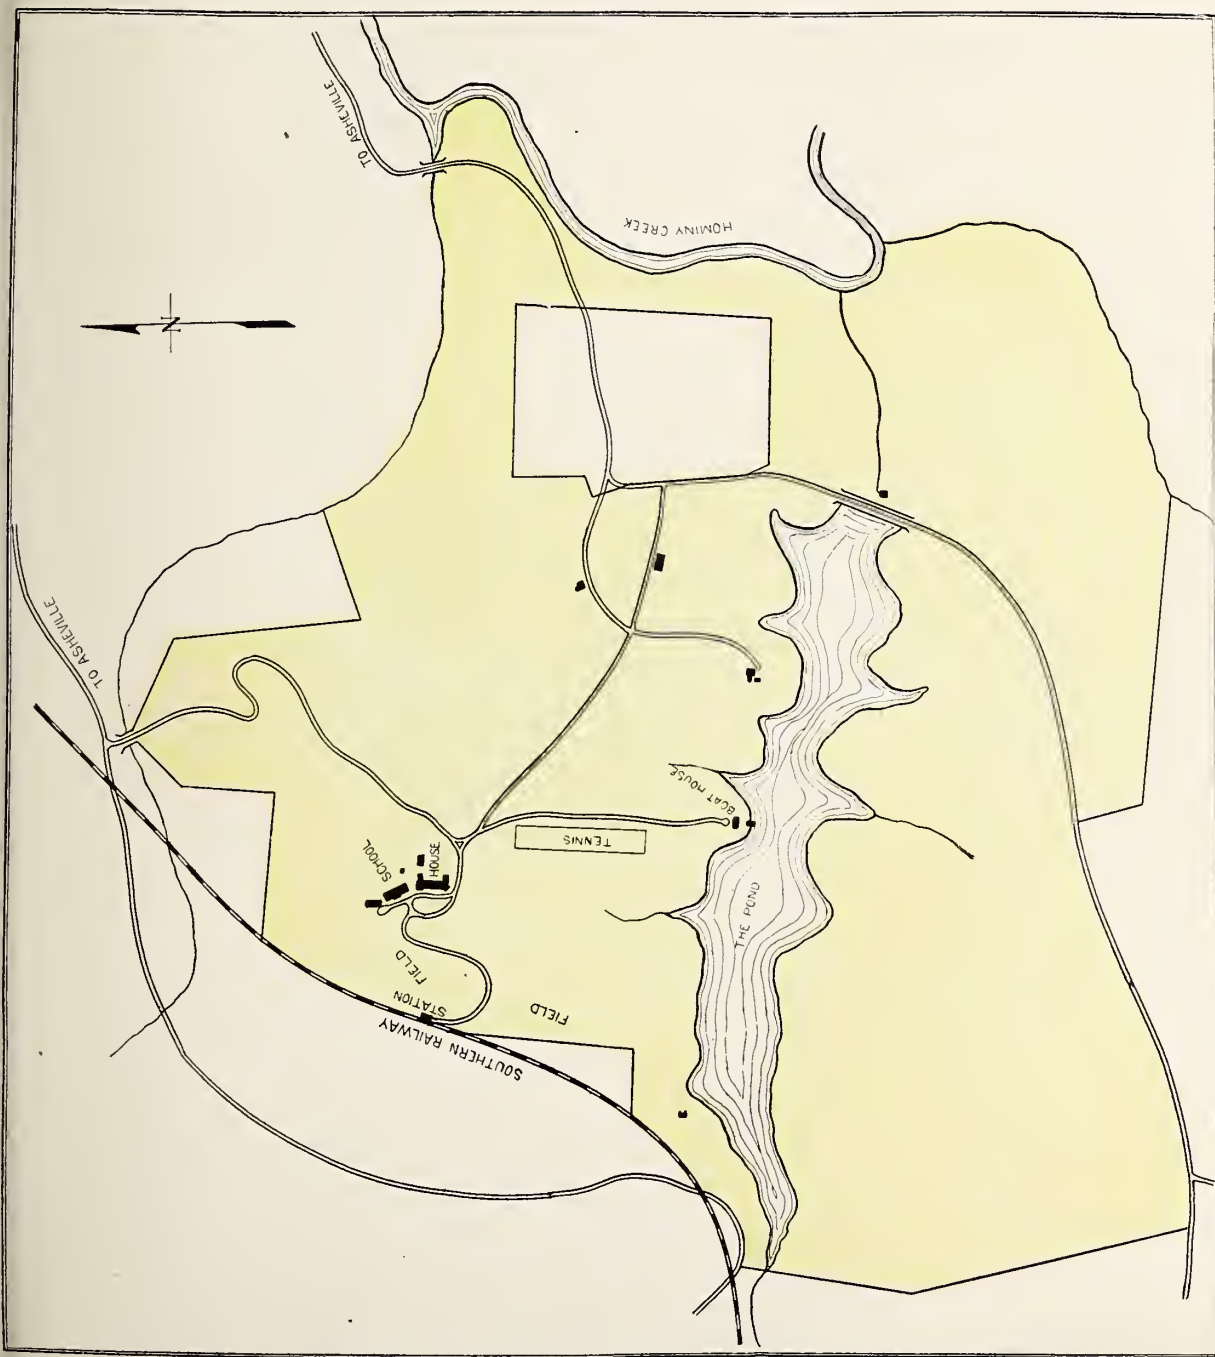 TO ASHEVILLE
HOMINY CREEK
N
TO ASHEVILLE
BOAT HOUSE
TENNIS
SCHOOL
HOUSE
THE POND
FIELD
STATION
FIELD
SOUTHERN RAILWAY